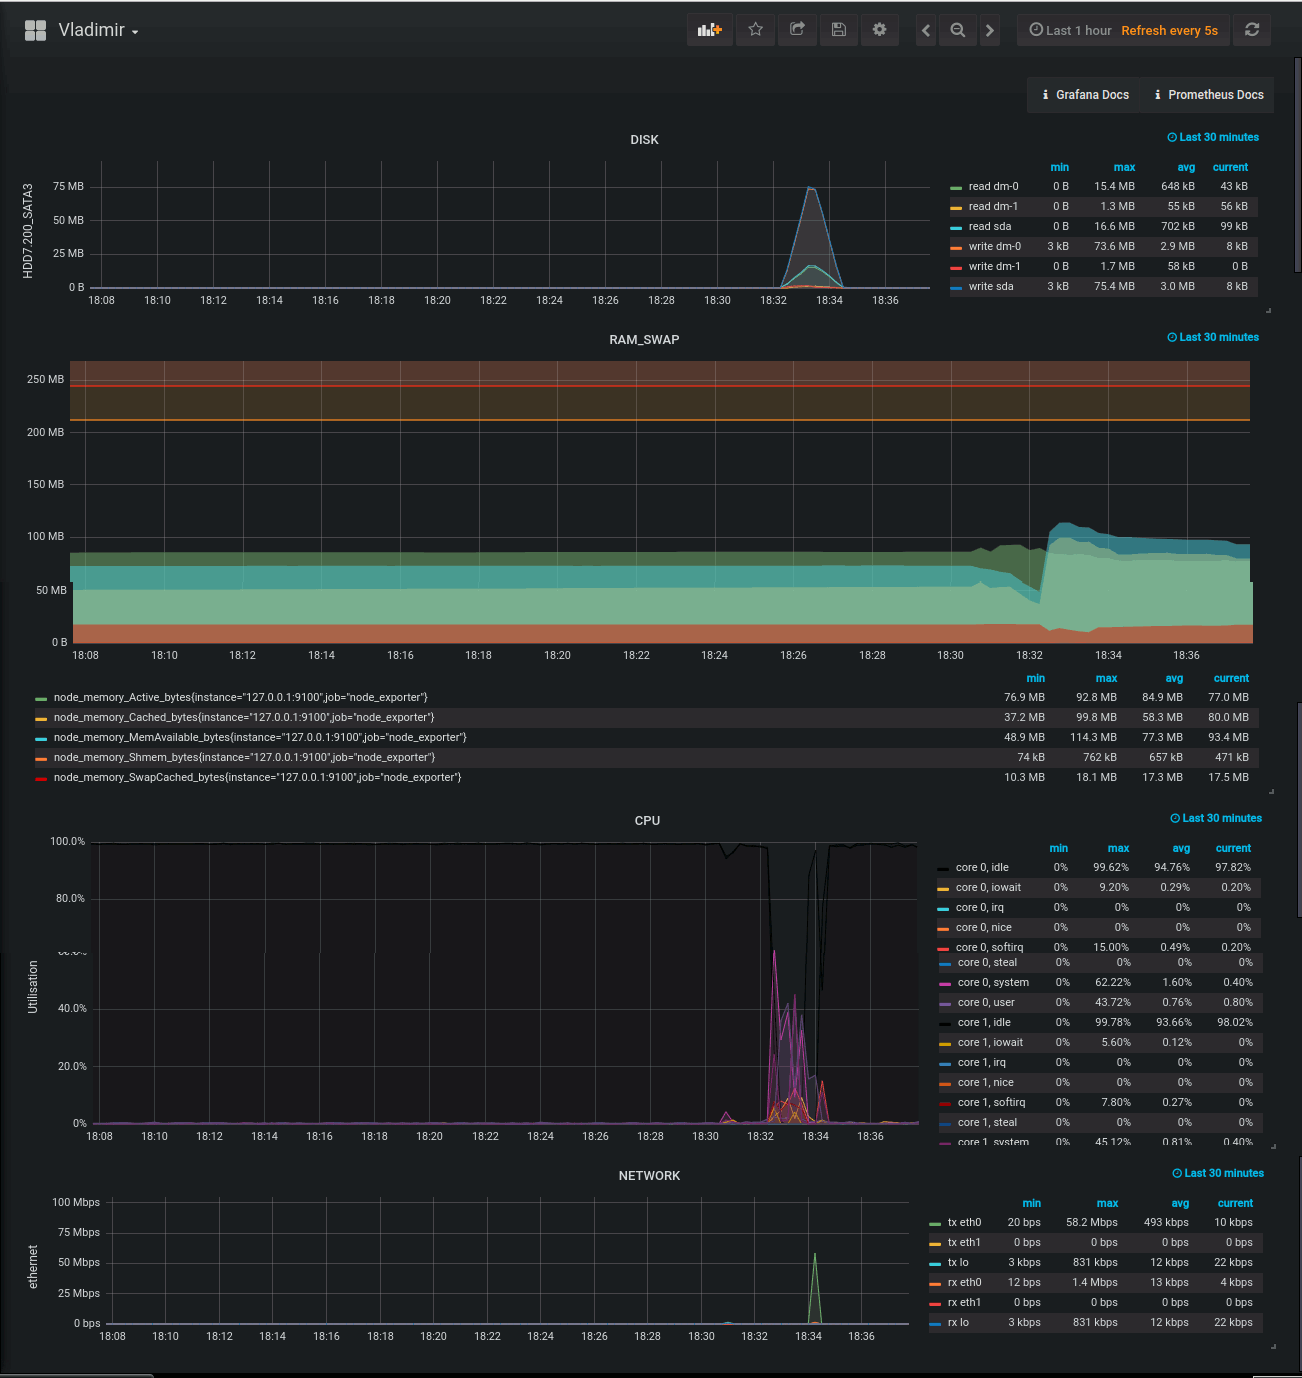 Vladimir
Last 1 hour Refresh every 5s
Grafana Docs Prometheus Docs
DISK
Last 30 minutes
HDD7.200_SATA3
75 MB
50 MB
25 MB
0 B
18:08 18:10 18:12 18:14 18:16 18:18 18:20 18:22 18:24 18:26 18:28 18:30 18:32 18:34 18:36
min max avg current
read dm-0 0 B 15.4 MB 648 kB 43 kB
read dm-1 0 B 1.3 MB 55 kB 56 kB
read sda 0 B 16.6 MB 702 kB 99 kB
write dm-0 3 kB 73.6 MB 2.9 MB 8 kB
write dm-1 0 B 1.7 MB 58 kB 0 B
write sda 3 kB 75.4 MB 3.0 MB 8 kB
RAM_SWAP
Last 30 minutes
250 MB
200 MB
150 MB
100 MB
50 MB
0 B
18:08 18:10 18:12 18:14 18:16 18:18 18:20 18:22 18:24 18:26 18:28 18:30 18:32 18:34 18:36
min max avg current
node_memory_Active_bytes{instance="127.0.0.1:9100",job="node_exporter"} 76.9 MB 92.8 MB 84.9 MB 77.0 MB
node_memory_Cached_bytes{instance="127.0.0.1:9100",job="node_exporter"} 37.2 MB 99.8 MB 58.3 MB 80.0 MB
node_memory_MemAvailable_bytes{instance="127.0.0.1:9100",job="node_exporter"} 48.9 MB 114.3 MB 77.3 MB 93.4 MB
node_memory_Shmem_bytes{instance="127.0.0.1:9100",job="node_exporter"} 74 kB 762 kB 657 kB 471 kB
node_memory_SwapCached_bytes{instance="127.0.0.1:9100",job="node_exporter"} 10.3 MB 18.1 MB 17.3 MB 17.5 MB
CPU
Last 30 minutes
Utilisation
100.0%
80.0%
40.0%
20.0%
0%
18:08 18:10 18:12 18:14 18:16 18:18 18:20 18:22 18:24 18:26 18:28 18:30 18:32 18:34 18:36
min max avg current
core 0, idle 0% 99.62% 94.76% 97.82%
core 0, iowait 0% 9.20% 0.29% 0.20%
core 0, irq 0% 0% 0% 0%
core 0, nice 0% 0% 0% 0%
core 0, softirq 0% 15.00% 0.49% 0.20%
core 0, steal 0% 0% 0% 0%
core 0, system 0% 62.22% 1.60% 0.40%
core 0, user 0% 43.72% 0.76% 0.80%
core 1, idle 0% 99.78% 93.66% 98.02%
core 1, iowait 0% 5.60% 0.12% 0%
core 1, irq 0% 0% 0% 0%
core 1, nice 0% 0% 0% 0%
core 1, softirq 0% 7.80% 0.27% 0%
core 1, steal 0% 0% 0% 0%
core 1, system 0% 45.12% 0.81% 0.40%
NETWORK
Last 30 minutes
ethernet
100 Mbps
75 Mbps
50 Mbps
25 Mbps
0 bps
18:08 18:10 18:12 18:14 18:16 18:18 18:20 18:22 18:24 18:26 18:28 18:30 18:32 18:34 18:36
min max avg current
tx eth0 20 bps 58.2 Mbps 493 kbps 10 kbps
tx eth1 0 bps 0 bps 0 bps 0 bps
tx lo 3 kbps 831 kbps 12 kbps 22 kbps
rx eth0 12 bps 1.4 Mbps 13 kbps 4 kbps
rx eth1 0 bps 0 bps 0 bps 0 bps
rx lo 3 kbps 831 kbps 12 kbps 22 kbps